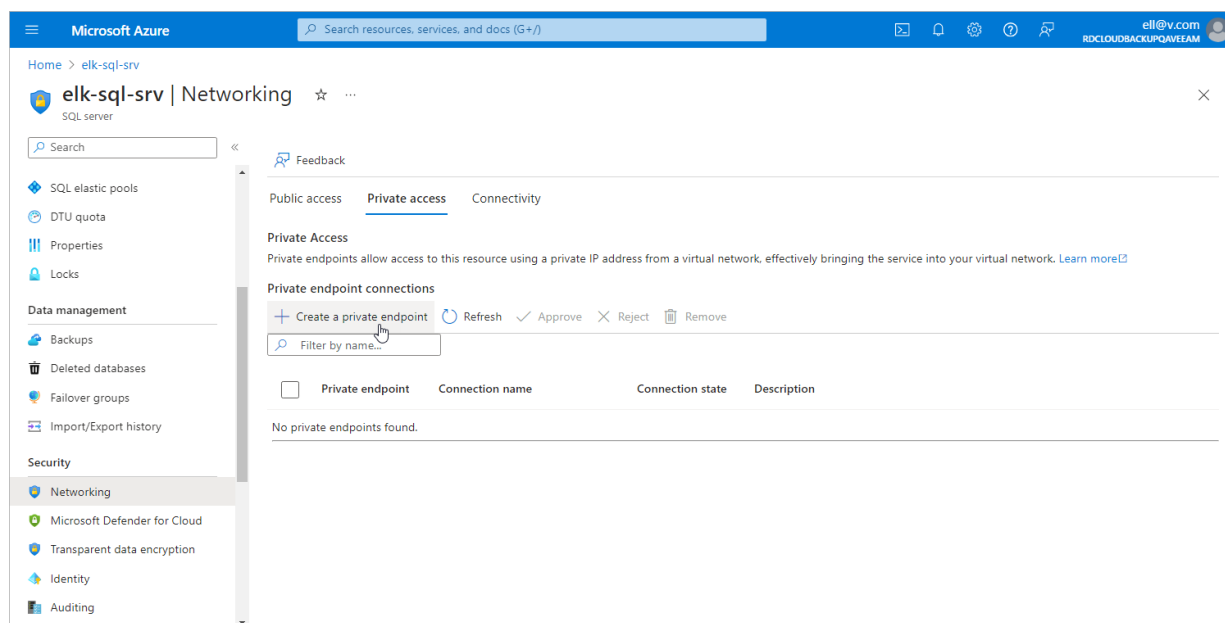 Microsoft Azure
Search resources, services, and docs (G+/)
ell@v.com
RDCLOUDBACKUPQAVEEAM
Home > elk-sql-srv
elk-sql-srv | Networking
SQL server
Search
Feedback
SQL elastic pools
DTU quota
Properties
Locks
Data management
Backups
Deleted databases
Failover groups
Import/Export history
Security
Networking
Microsoft Defender for Cloud
Transparent data encryption
Identity
Auditing
Public access Private access Connectivity
Private Access
Private endpoints allow access to this resource using a private IP address from a virtual network, effectively bringing the service into your virtual network. Learn more
Private endpoint connections
Create a private endpoint Refresh Approve Reject Remove
Filter by name...
Private endpoint Connection name Connection state Description
No private endpoints found.